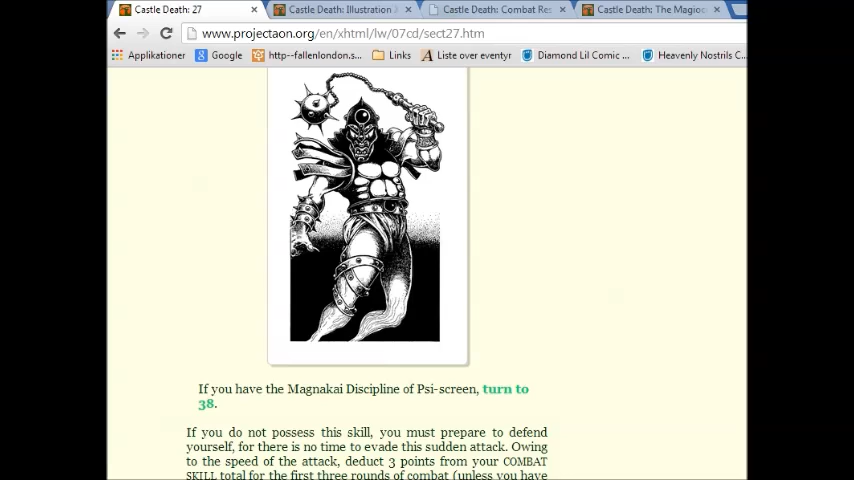 Castle Death: 27
Castle Death: Illustration
Castle Death: Combat Re
Castle Death: The Magnc
www.projectaon.org/en/xhtml/lw/07cd/sect27.htm
Applikationer
Google
http--fallenlondon.s...
Links
Liste over eventyr
Diamond Lil Comic ...
Heavenly Nostrils C...
If you have the Magnakai Discipline of Psi-screen, turn to
38.
If you do not possess this skill, you must prepare to defend
yourself, for there is no time to evade this sudden attack. Owing
to the speed of the attack, deduct 3 points from your COMBAT
SKILL total for the first three rounds of combat (unless you have